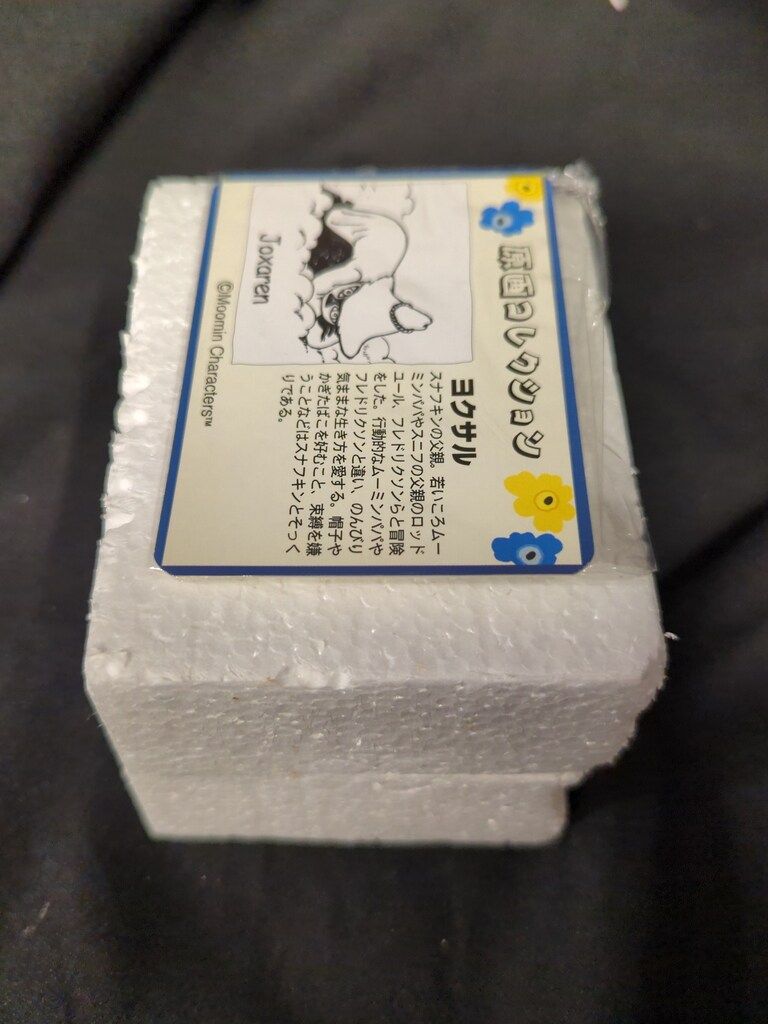 原画コレクション
Joxaren
ヨクサル
スナフキンの父親。若いころムー
ミンパパやスニフの父親のロッド
ユール、フレドリクソンらと冒険
をした。行動的なムーミンパパや
フレドリクソンと違い、のんびり
気ままな生き方を愛する。帽子や
かぎたばこを好むこと、束縛を嫌
うことなどはスナフキンとそっく
りである。
©Moomin Characters™